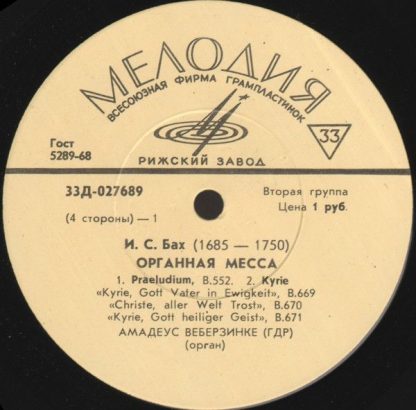 МЕЛОДИЯ
ВСЕСОЮЗНАЯ ФИРМА ГРАМПЛАСТИНОК
Гост
5289-68
33
РИЖСКИЙ ЗАВОД
33Д-027689
Вторая группа
(4 стороны) — 1
Цена 1 руб.
И. С. Бах (1685 — 1750)
ОРГАННАЯ МЕССА
1. Praeludium, B.552. 2. Kyrie
«Kyrie, Gott Vater in Ewigkeit», B.669
«Christe, aller Welt Trost», B.670
«Kyrie, Gott heiliger Geist», B.671
АМАДЕУС ВЕБЕРЗИНКЕ (ГДР)
(орган)